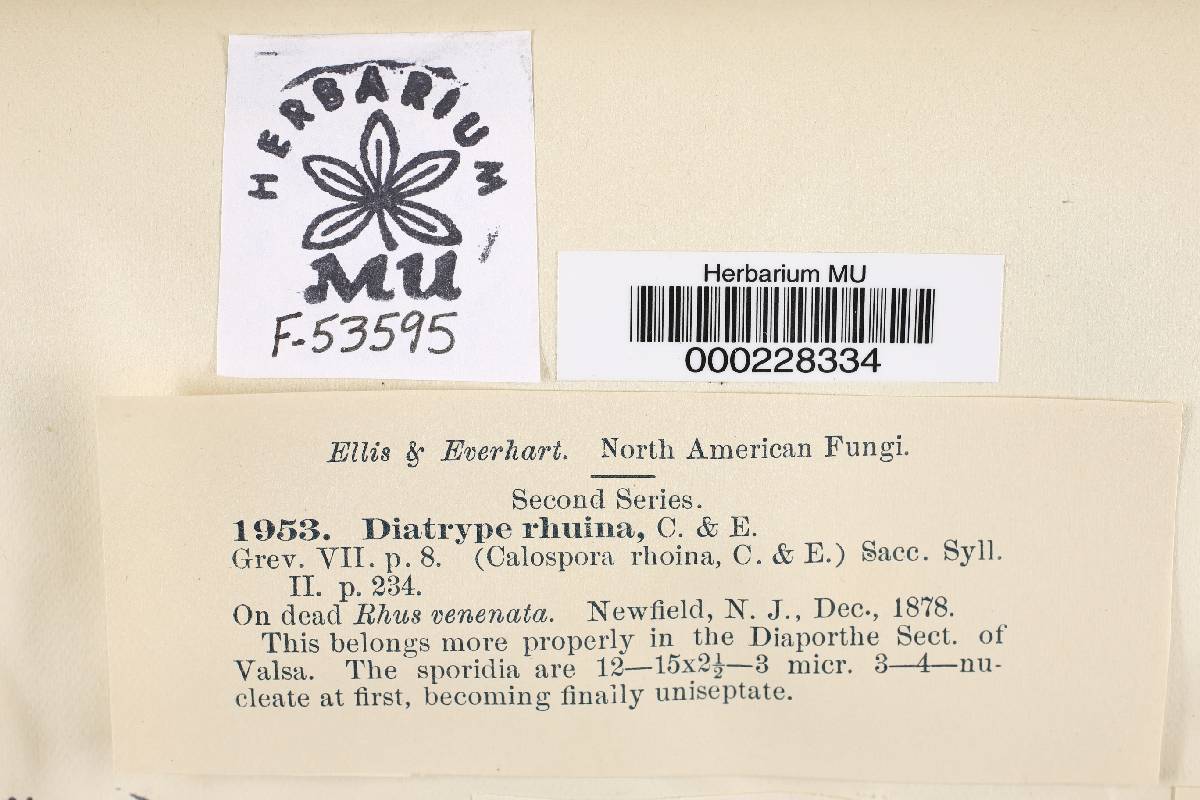 HERBARIUM
MU
F-53595
Herbarium MU
000228334
Ellis & Everhart. North American Fungi.
Second Series.
1953. Diatrype rhuina, C. & E.
Grev. VII. p. 8. (Calospora rhoina, C. & E.) Sacc. Syll.
II. p. 234.
On dead Rhus venenata. Newfield, N. J., Dec., 1878.
This belongs more properly in the Diaporthe Sect. of
Valsa. The sporidia are 12—15x2½—3 micr. 3—4—nu-
cleate at first, becoming finally uniseptate.